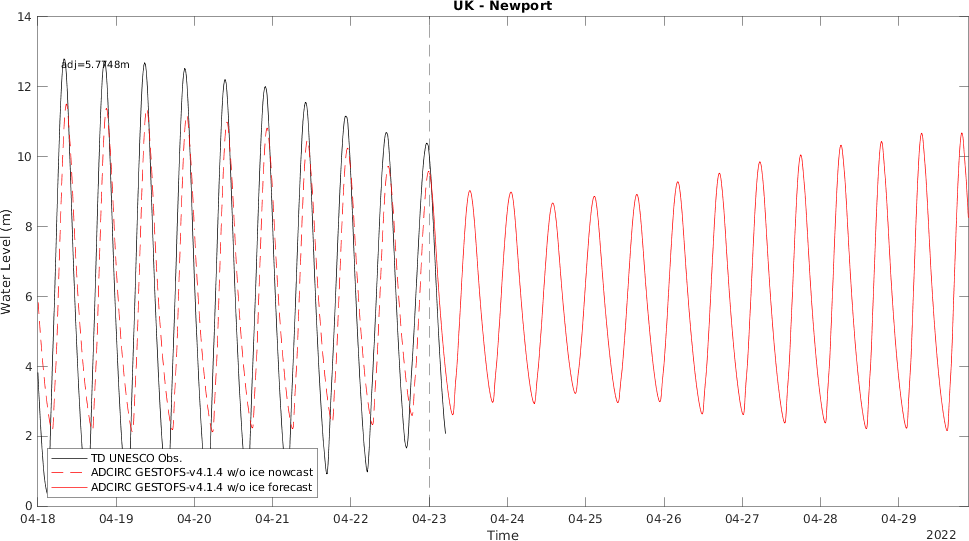 UK - Newport
14
12
10
8
6
4
2
0
Water Level (m)
adj=5.7748m
TD UNESCO Obs.
ADCIRC GESTOFS-v4.1.4 w/o ice nowcast
ADCIRC GESTOFS-v4.1.4 w/o ice forecast
04-18 04-19 04-20 04-21 04-22 04-23 04-24 04-25 04-26 04-27 04-28 04-29
Time
2022